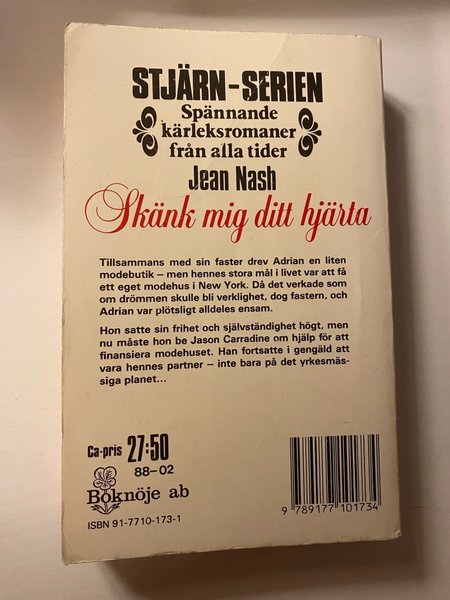 STJÄRN-SERIEN
Spännande
kärleksromaner
från alla tider
Jean Nash
Skänk mig ditt hjärta
Tillsammans med sin faster drev Adrian en liten
modebutik – men hennes stora mål i livet var att få
ett eget modehus i New York. Då det verkade som
om drömmen skulle bli verklighet, dog fastern, och
Adrian var plötsligt alldeles ensam.
Hon satte sin frihet och självständighet högt, men
nu måste hon be Jason Carradine om hjälp för att
finansiera modehuset. Han fortsatte i gengäld att
vara hennes partner – inte bara på det yrkesmäs-
siga planet...
Ca-pris 27:50
88–02
Boknöje ab
ISBN 91-7710-173-1
9 789177 101734